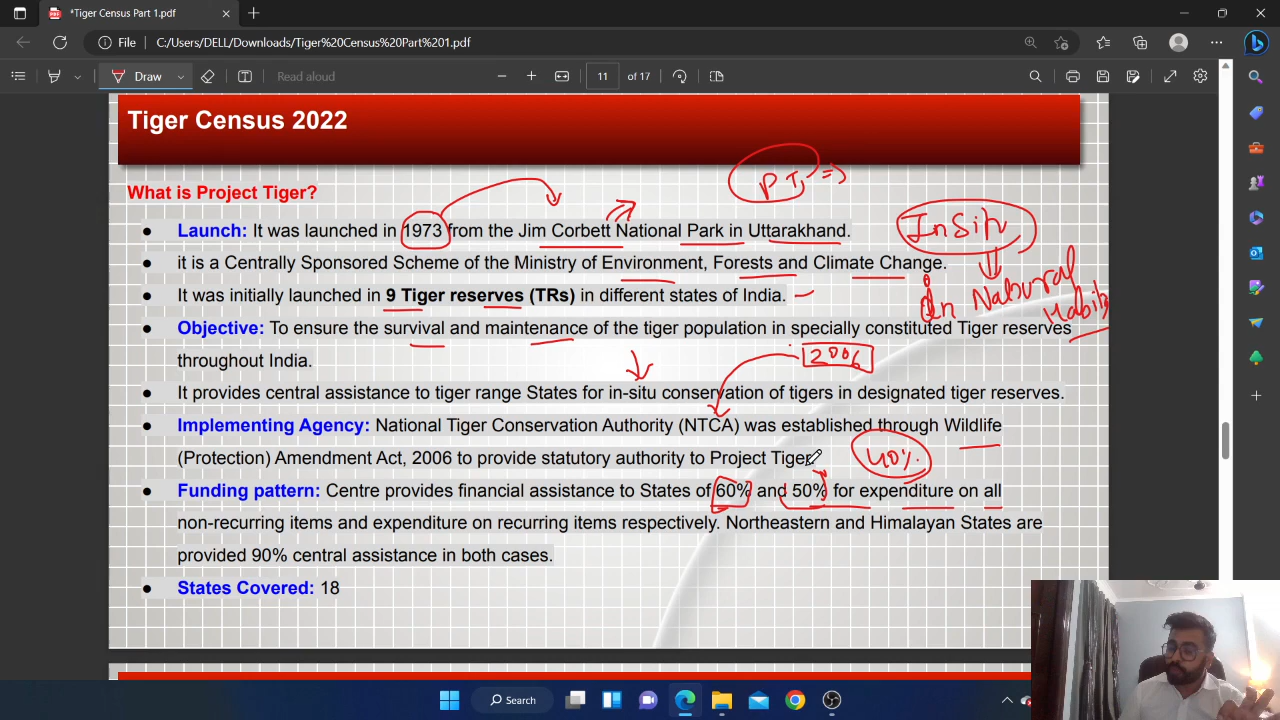 *Tiger Census Part 1.pdf
File
C:/Users/DELL/Downloads/Tiger%20Census%20Part%201.pdf
Draw
Read aloud
11 of 17
Tiger Census 2022
What is Project Tiger?
PT =>
• Launch: It was launched in 1973 from the Jim Corbett National Park in Uttarakhand.
InSitu
• it is a Centrally Sponsored Scheme of the Ministry of Environment, Forests and Climate Change.
In Natural
• It was initially launched in 9 Tiger reserves (TRs) in different states of India.
• Objective: To ensure the survival and maintenance of the tiger population in specially constituted Tiger reserves
throughout India.
2006
• It provides central assistance to tiger range States for in-situ conservation of tigers in designated tiger reserves.
• Implementing Agency: National Tiger Conservation Authority (NTCA) was established through Wildlife
(Protection) Amendment Act, 2006 to provide statutory authority to Project Tiger
40%
• Funding pattern: Centre provides financial assistance to States of 60% and 50% for expenditure on all
non-recurring items and expenditure on recurring items respectively. Northeastern and Himalayan States are
provided 90% central assistance in both cases.
• States Covered: 18
Search